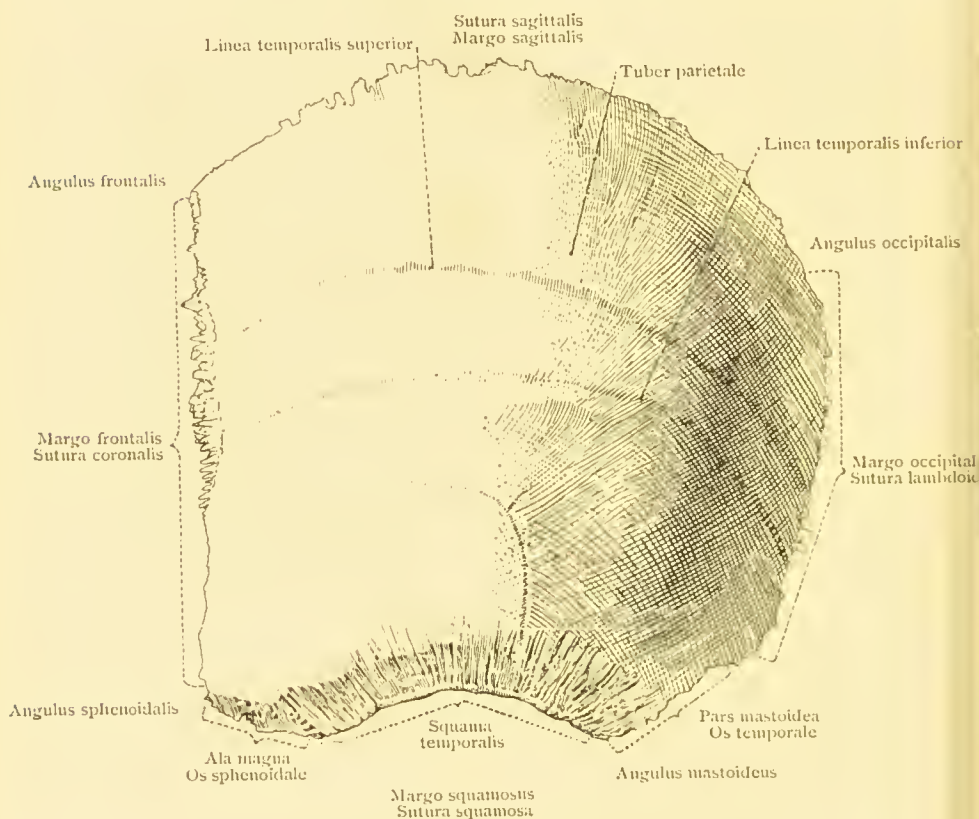 Sutura sagittalis
Margo sagittalis
Linea temporalis superior
Tuber parietale
Linea temporalis inferior
Angulus frontalis
Angulus occipitalis
Margo frontalis
Sutura coronalis
Margo occipital
Sutura lambdoid
Angulus sphenoidalis
Pars mastoidea
Os temporale
Squama
temporalis
Ala magna
Os sphenoidale
Angulus mastoideus
Margo squamosus
Sutura squamosa